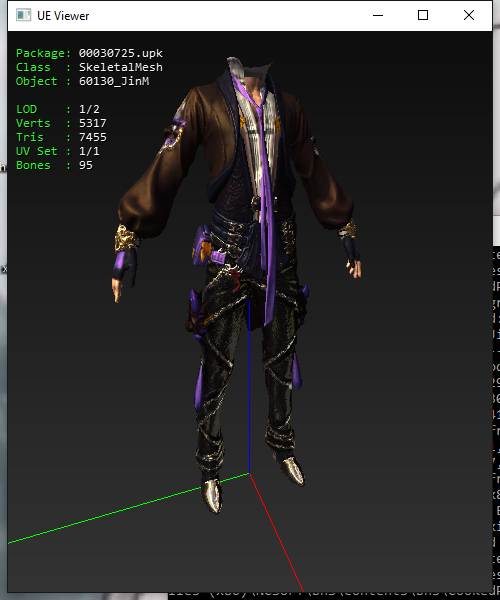 UE Viewer
Package: 00030725.upk
Class : SkeletalMesh
Object : 60130_JinM
LOD : 1/2
Verts : 5317
Tris : 7455
UV Set : 1/1
Bones : 95